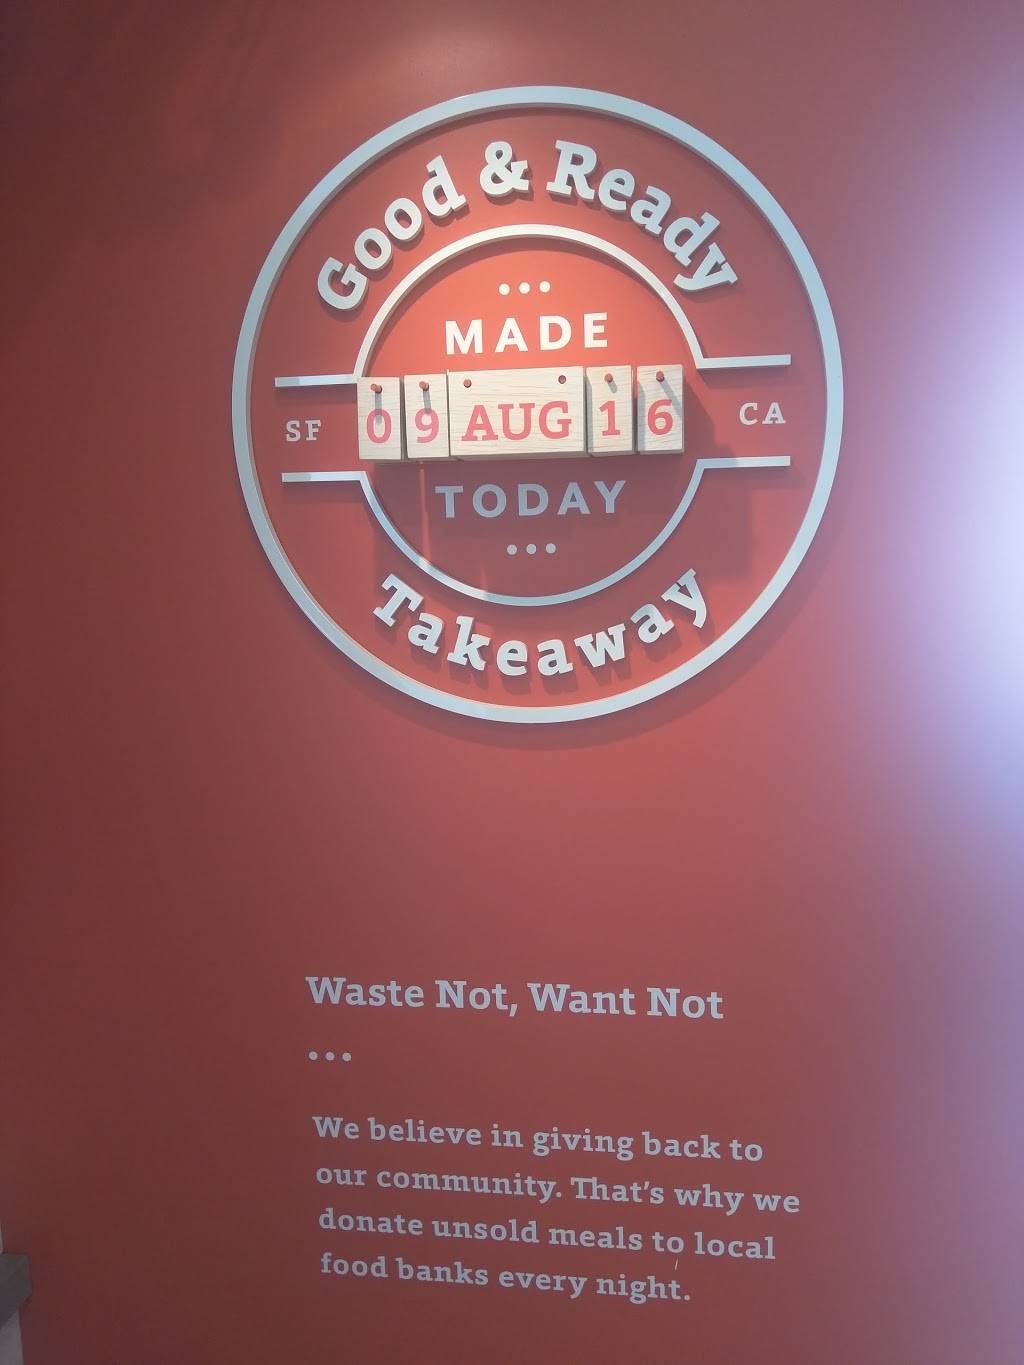 Good & Ready
MADE
SF 09 AUG 16 CA
TODAY
Takeaway
Waste Not, Want Not
We believe in giving back to
our community. That's why we
donate unsold meals to local
food banks every night.